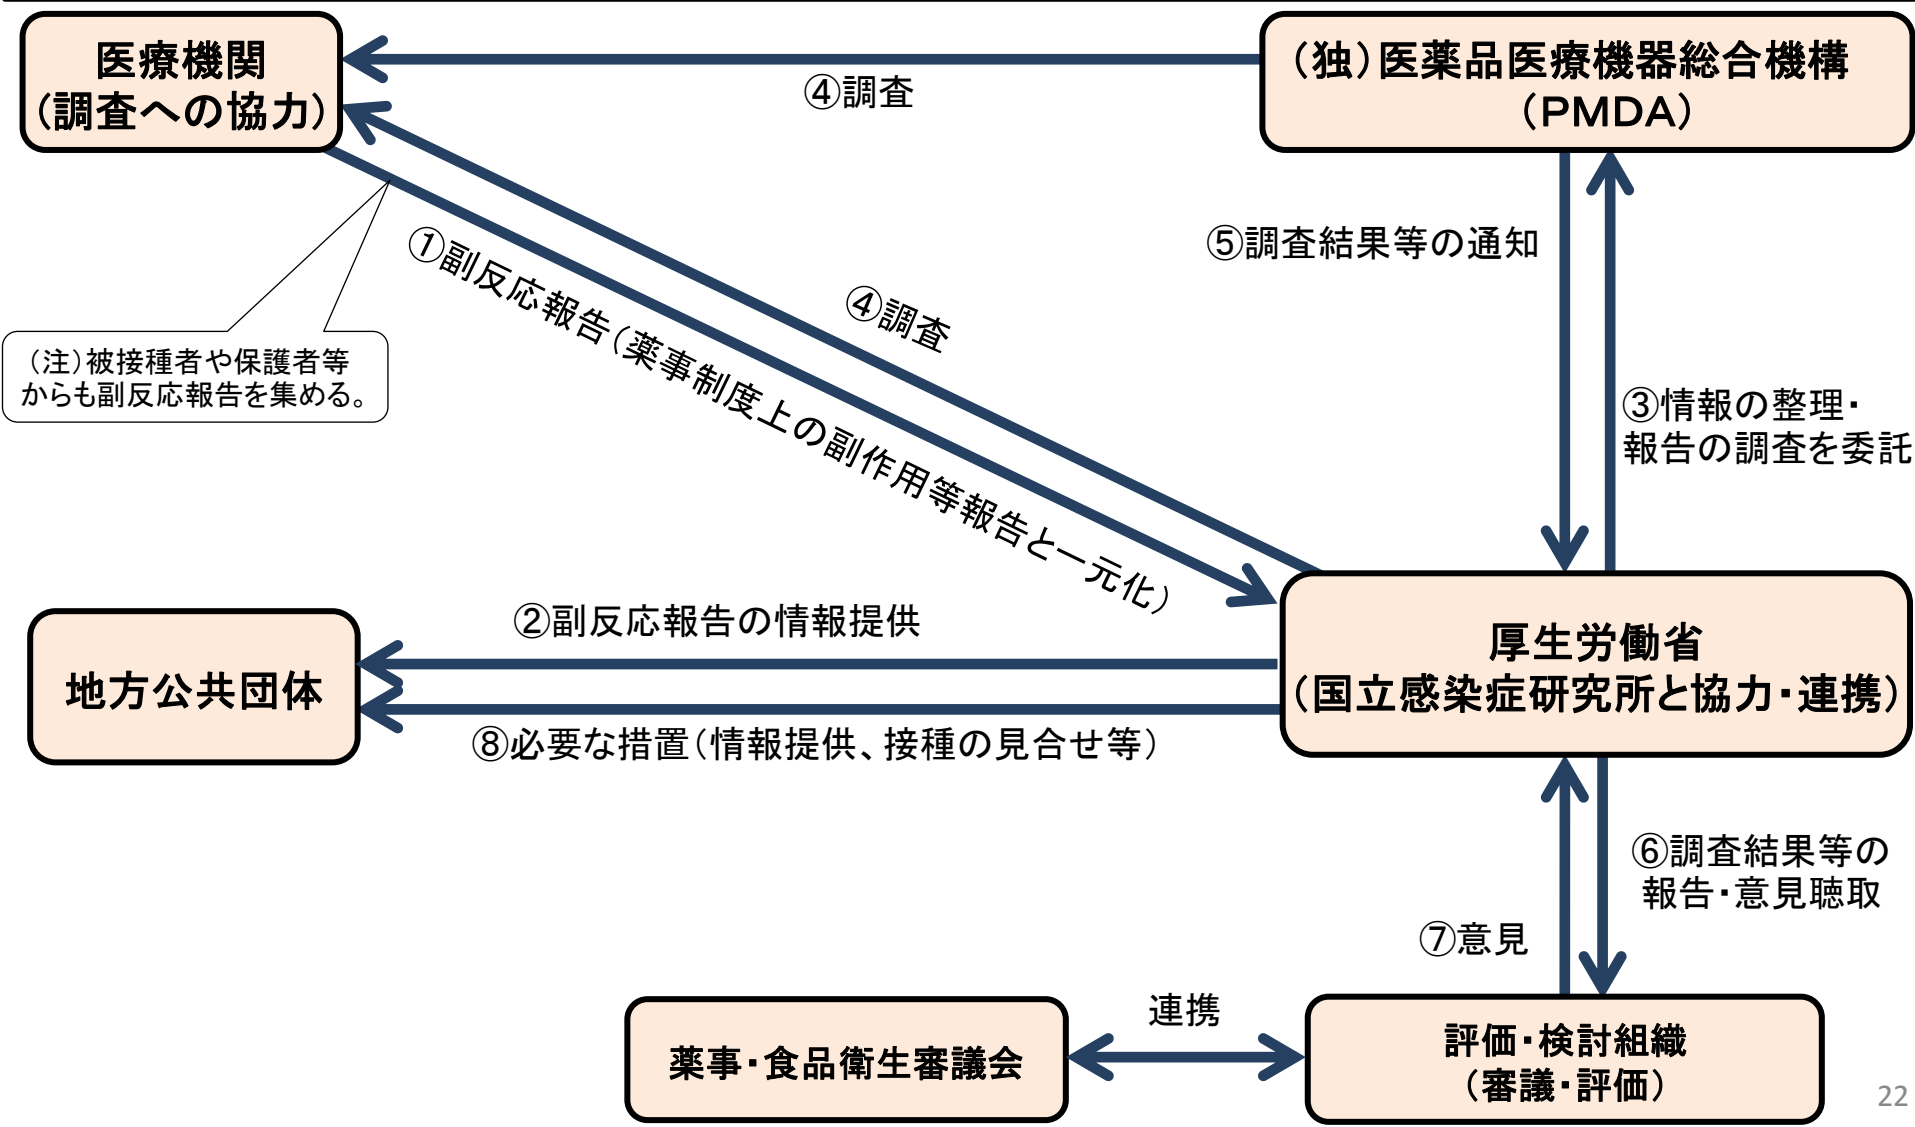 医療機関
(調査への協力)
(独)医薬品医療機器総合機構
(PMDA)
④調査
⑤調査結果等の通知
①副反応報告(薬事制度上の副作用等報告と一元化)
④調査
(注)被接種者や保護者等
からも副反応報告を集める。
③情報の整理・
報告の調査を委託
②副反応報告の情報提供
地方公共団体
厚生労働省
(国立感染症研究所と協力・連携)
⑧必要な措置(情報提供、接種の見合せ等)
⑥調査結果等の
報告・意見聴取
⑦意見
連携
薬事・食品衛生審議会
評価・検討組織
(審議・評価)
22